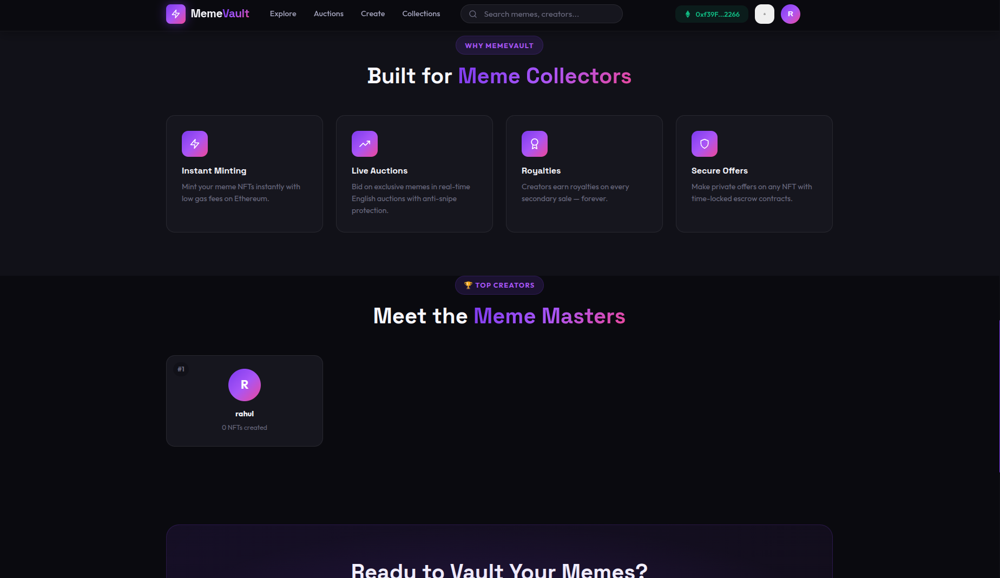 MemeVault
Explore
Auctions
Create
Collections
Search memes, creators...
0xf39F...2266
R
WHY MEMEVAULT
Built for Meme Collectors
Instant Minting
Mint your meme NFTs instantly with
low gas fees on Ethereum.
Live Auctions
Bid on exclusive memes in real-time
English auctions with anti-snipe
protection.
Royalties
Creators earn royalties on every
secondary sale — forever.
Secure Offers
Make private offers on any NFT with
time-locked escrow contracts.
🏆 TOP CREATORS
Meet the Meme Masters
#1
R
rahul
0 NFTs created
Ready to Vault Your Memes?